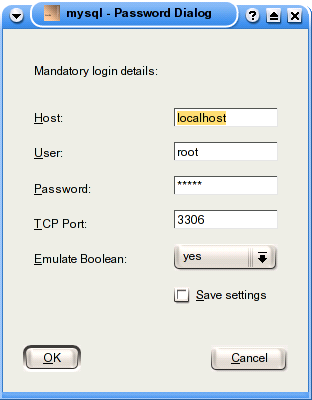 mysql - Password Dialog
Mandatory login details:
Host: localhost
User: root
Password: *****
TCP Port: 3306
Emulate Boolean: yes
Save settings
OK Cancel